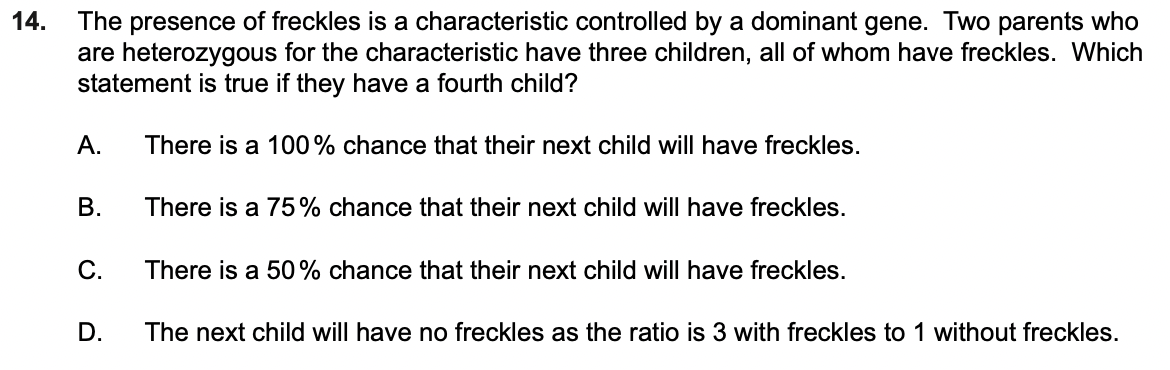 14. The presence of freckles is a characteristic controlled by a dominant gene. Two parents who
are heterozygous for the characteristic have three children, all of whom have freckles. Which
statement is true if they have a fourth child?
A. There is a 100% chance that their next child will have freckles.
B. There is a 75% chance that their next child will have freckles.
C. There is a 50% chance that their next child will have freckles.
D. The next child will have no freckles as the ratio is 3 with freckles to 1 without freckles.